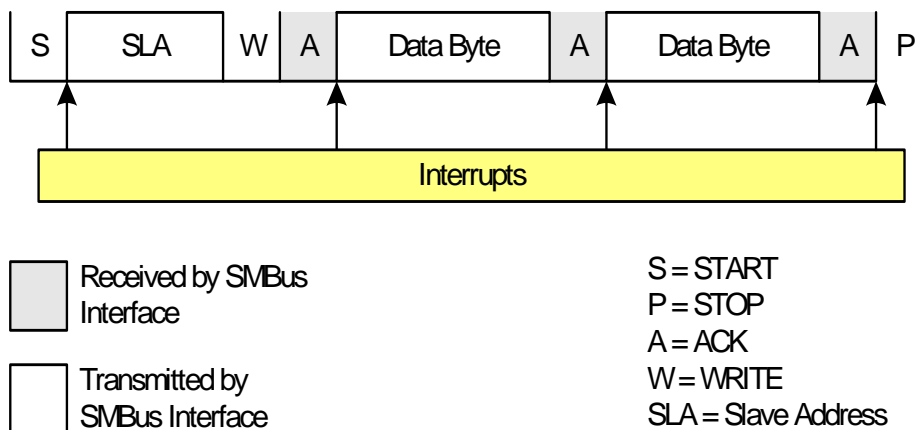 S SLA W A Data Byte A Data Byte A P
Interrupts
Received by SMBus
Interface
Transmitted by
SMBus Interface
S = START
P = STOP
A = ACK
W = WRITE
SLA = Slave Address